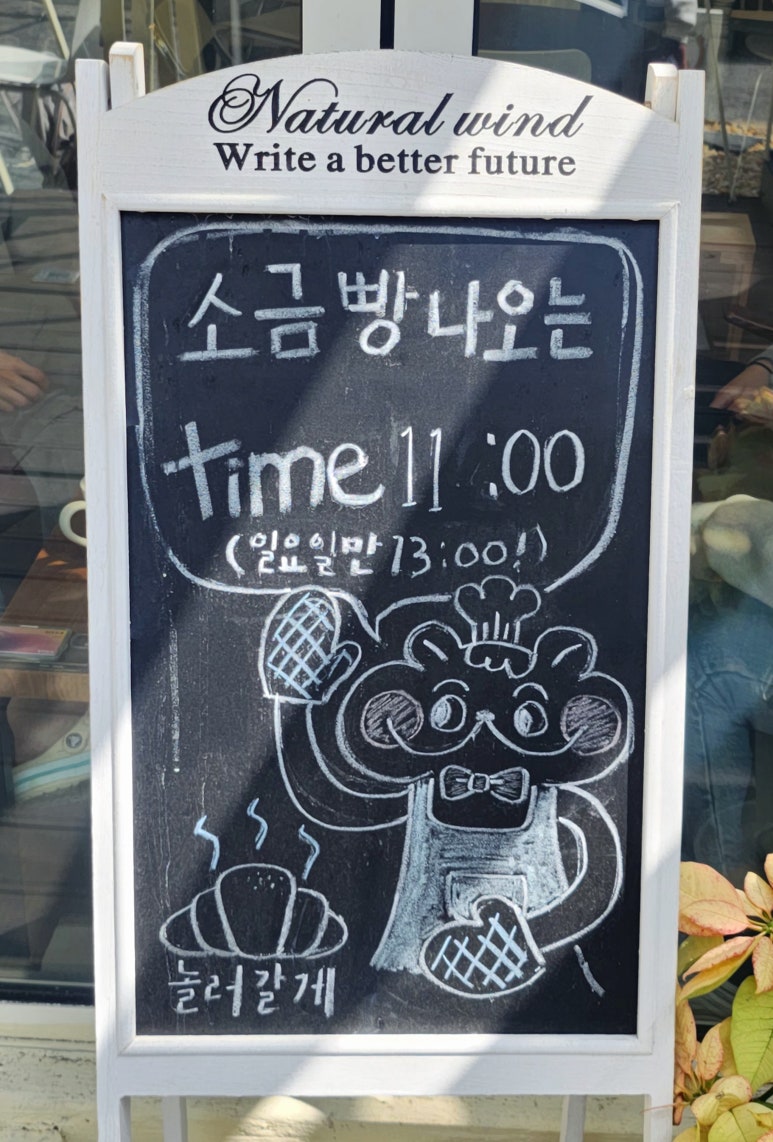 Natural wind
Write a better future
소금빵 나오는
time 11:00
(일요일만 13:00!)
놀러갈게